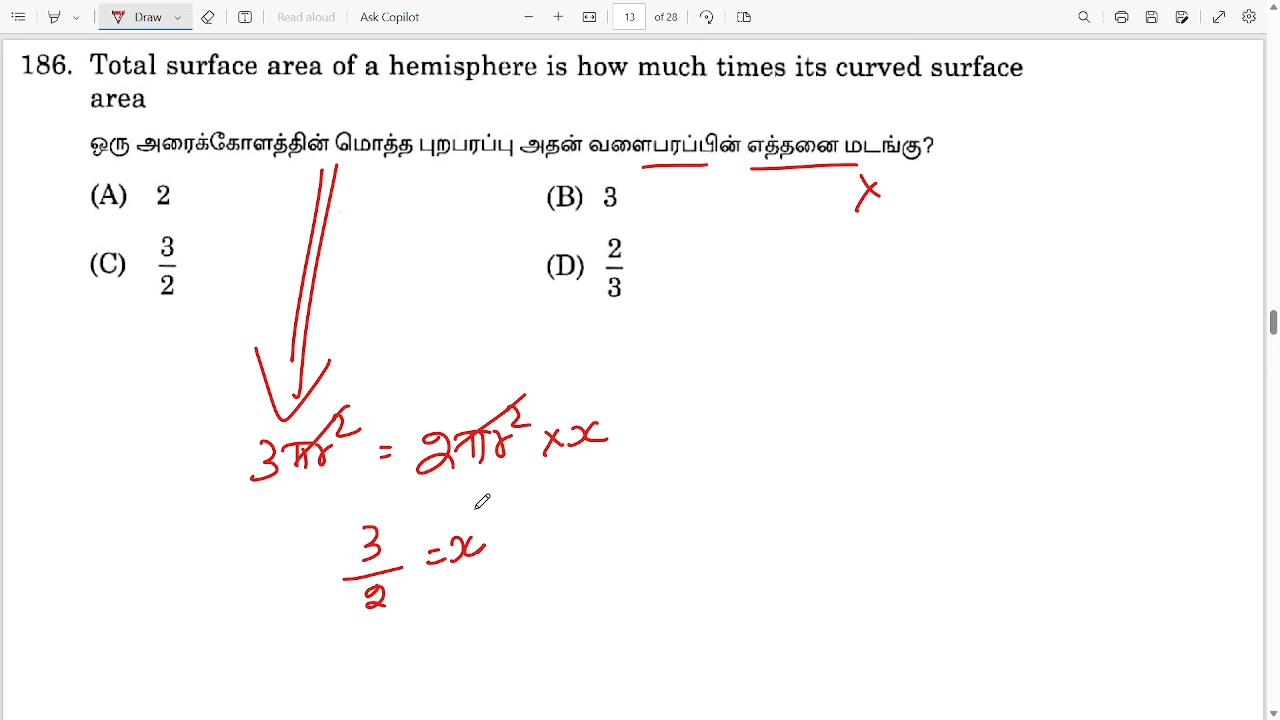 Draw Read aloud Ask Copilot 13 of 28
186. Total surface area of a hemisphere is how much times its curved surface
area
ஒரு அரைக்கோளத்தின் மொத்த புறபரப்பு அதன் வளைபரப்பின் எத்தனை மடங்கு?
x
(A) 2 (B) 3
(C) 3/2 (D) 2/3
3πr² = 2πr² × x
3/2 = x